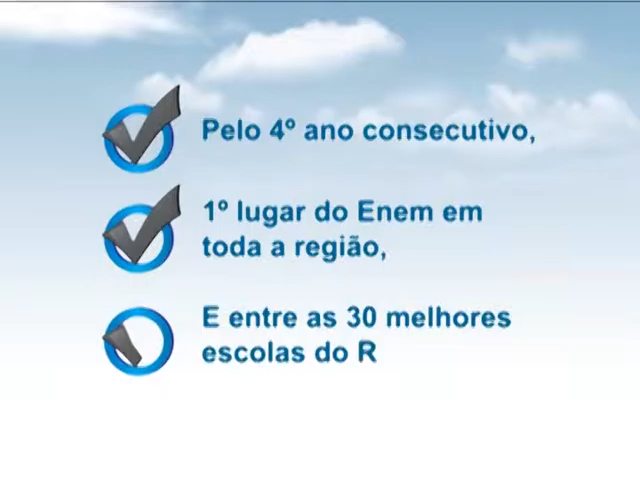 Pelo 4º ano consecutivo,
1º lugar do Enem em
toda a região,
E entre as 30 melhores
escolas do R